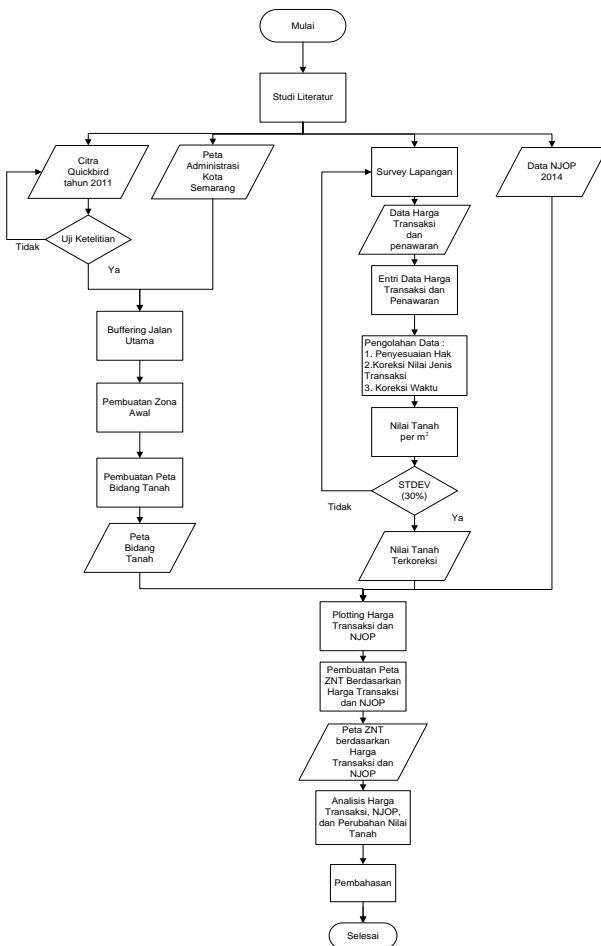 Mulai
Studi Literatur
Citra
Quickbird
tahun 2011
Peta
Administrasi
Kota
Semarang
Survey Lapangan
Data NJOP
2014
Uji Ketelitian
Tidak
Ya
Data Harga
Transaksi
dan
penawaran
Entri Data Harga
Transaksi dan
Penawaran
Buffering Jalan
Utama
Pengolahan Data :
1. Penyesuaian Hak
2.Koreksi Nilai Jenis
Transaksi
3. Koreksi Waktu
Pembuatan Zona
Awal
Nilai Tanah
per m²
Pembuatan Peta
Bidang Tanah
STDEV
(30%)
Tidak
Ya
Peta
Bidang
Tanah
Nilai Tanah
Terkoreksi
Plotting Harga
Transaksi dan
NJOP
Pembuatan Peta
ZNT Berdasarkan
Harga Transaksi
dan NJOP
Peta ZNT
berdasarkan
Harga
Transaksi dan
NJOP
Analisis Harga
Transaksi, NJOP,
dan Perubahan Nilai
Tanah
Pembahasan
Selesai